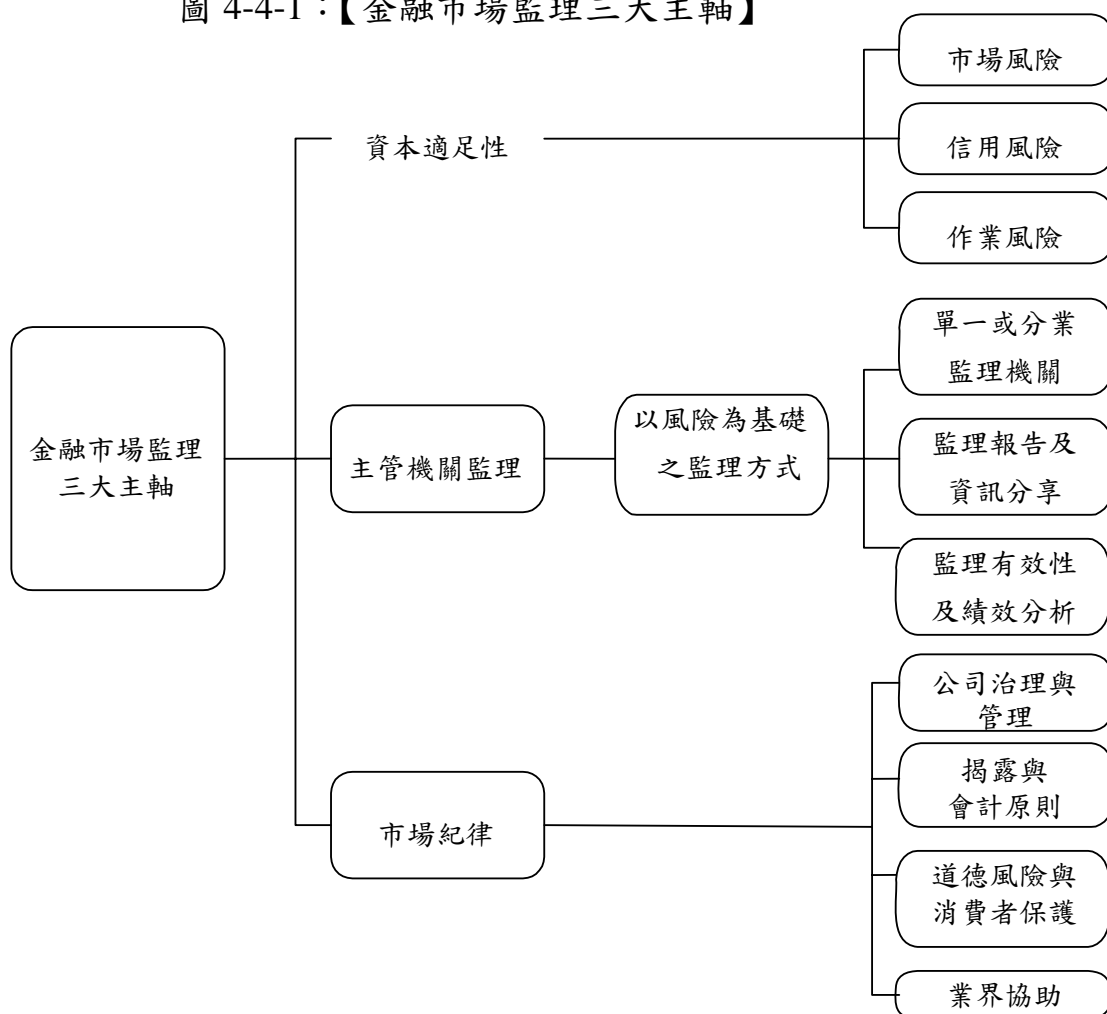 圖 4-4-1：【金融市場監理三大主軸】
市場風險
資本適足性
信用風險
作業風險
單一或分業
監理機關
金融市場監理
三大主軸
主管機關監理
以風險為基礎
之監理方式
監理報告及
資訊分享
監理有效性
及績效分析
公司治理與
管理
揭露與
會計原則
市場紀律
道德風險與
消費者保護
業界協助